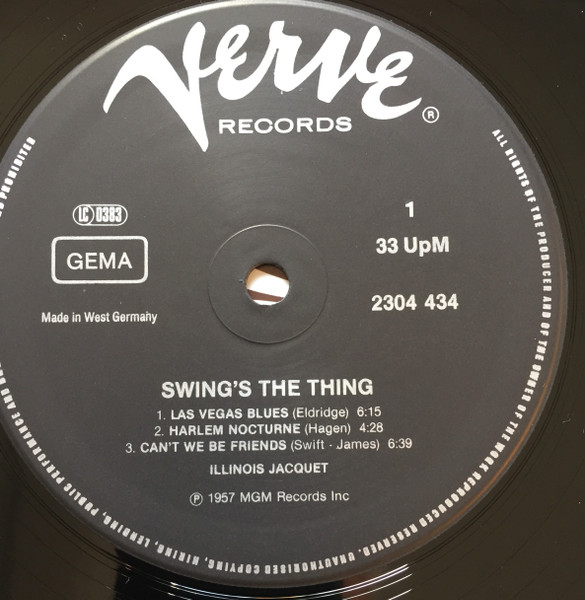 Verve
RECORDS ®
LC 0383
GEMA
Made in West Germany
1
33 UpM
2304 434
SWING'S THE THING
1. LAS VEGAS BLUES (Eldridge) 6:15
2. HARLEM NOCTURNE (Hagen) 4:28
3. CAN'T WE BE FRIENDS (Swift - James) 6:39
ILLINOIS JACQUET
℗ 1957 MGM Records Inc
ALL RIGHTS OF THE PRODUCER AND OF THE OWNER OF THE WORK REPRODUCED RESERVED. UNAUTHORISED COPYING, HIRING, LENDING, PUBLIC PERFORMANCE AND PROHIBITED